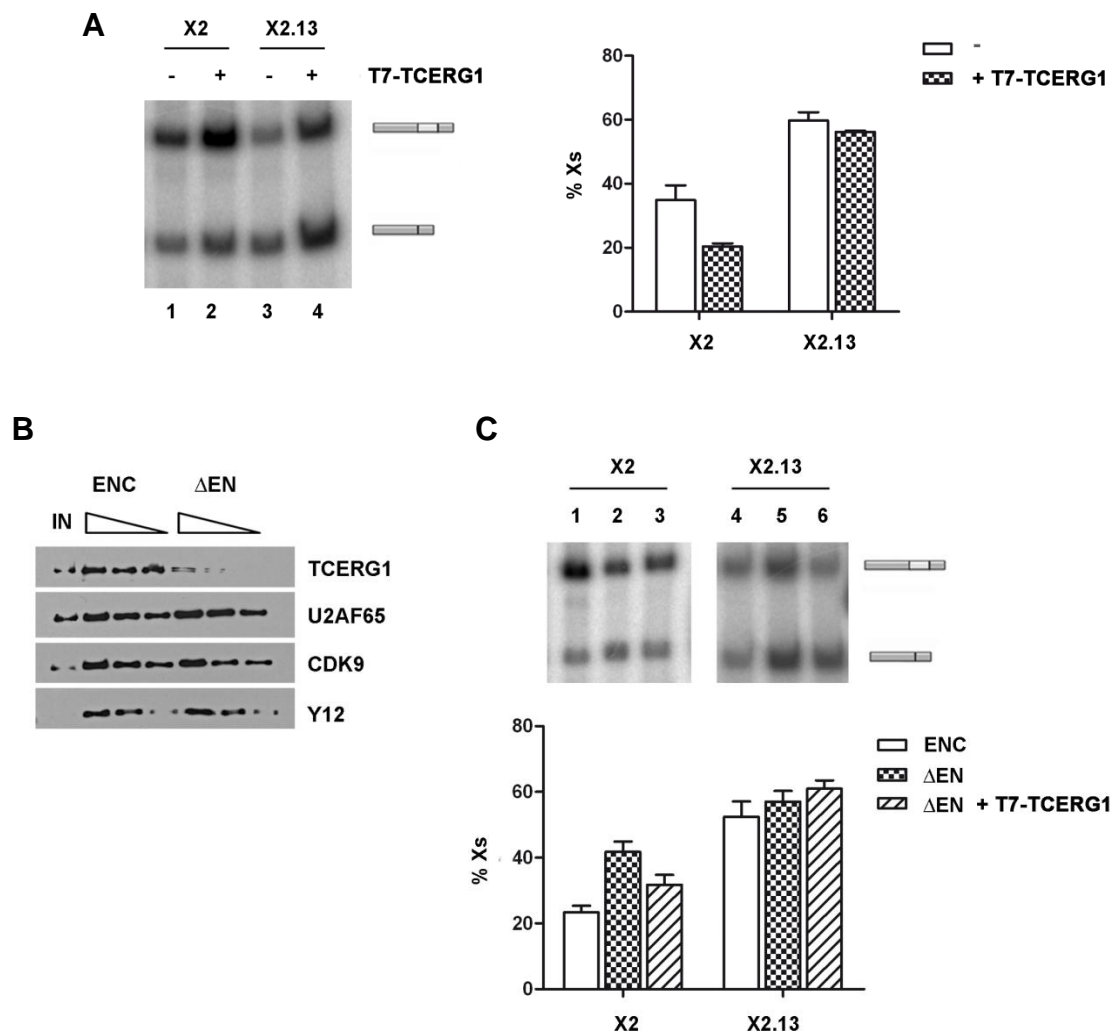 A
X2 X2.13
- + - + T7-TCERG1
1 2 3 4
-
+ T7-TCERG1
80
60
40
20
0
% Xs
X2 X2.13
B
ENC ΔEN
IN
TCERG1
U2AF65
CDK9
Y12
C
X2 X2.13
1 2 3 4 5 6
80
60
40
20
0
% Xs
X2 X2.13
ENC
ΔEN
ΔEN + T7-TCERG1